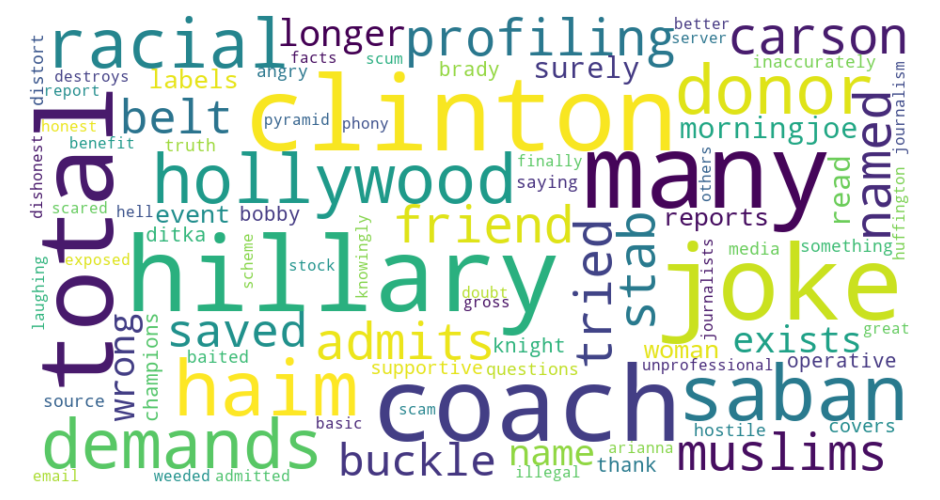 racial
longer
profiling
better
server
carson
distort
destroys
report
labels
angry
facts
scum
brady
surely
inaccurately
journalism
total
honest
belt
clinton
donor
benefit
truth
pyramid
phony
morningjoe
named
dishonest
hollywood
finally
saying
many
others
read
huffington
scared
hell
event
bobby
friend
reports
ditka
tried
stab
laughing
exposed
hillary
scheme
stock
knowingly
doubt
gross
journalists
media
something
joke
great
wrong
champions
saved
baited
admits
knight
woman
exists
supportive
questions
unprofessional
operative
source
haim
basic
scam
coach
saban
hostile
covers
demands
buckle
name
arianna
muslims
email
weeded
admitted
illegal
thank